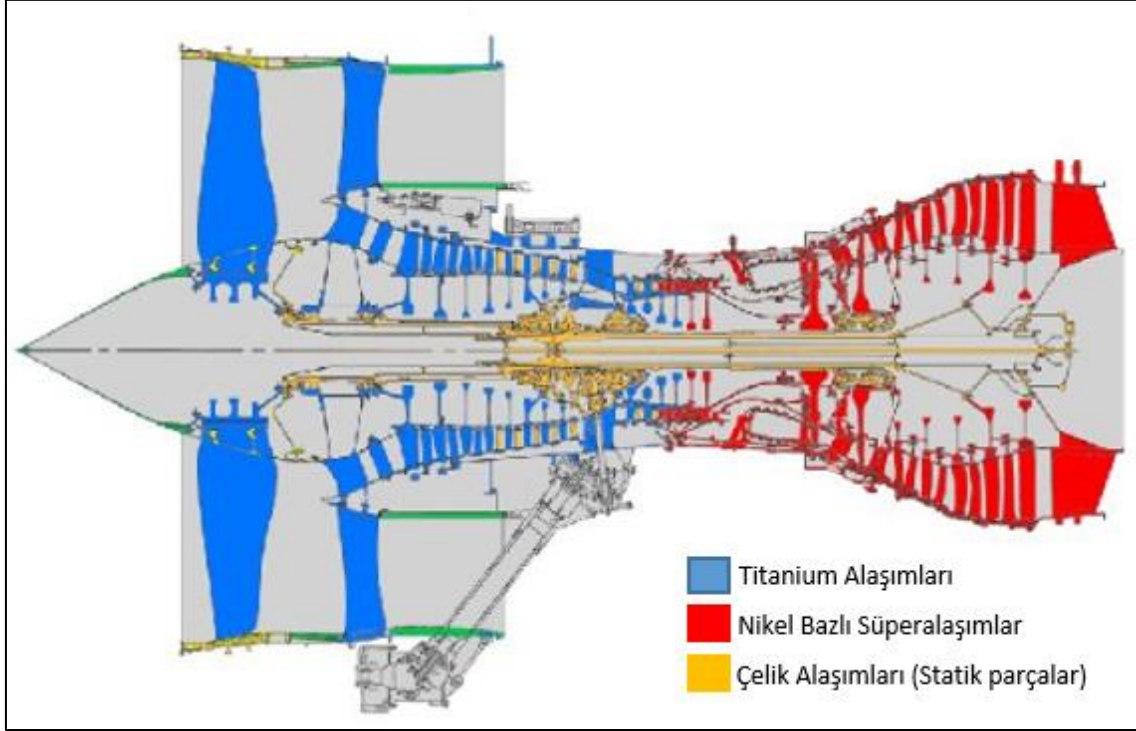 Titanium Alaşımları
Nikel Bazlı Süperalaşımlar
Çelik Alaşımları (Statik parçalar)